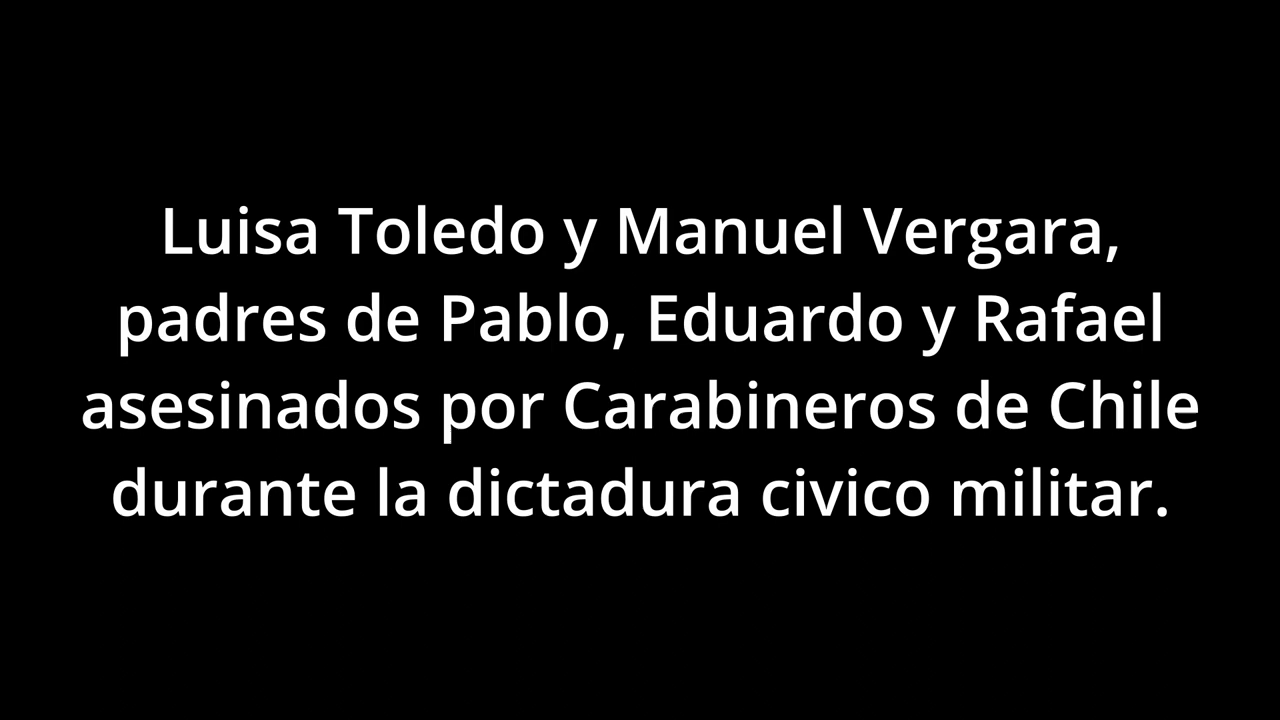 Luisa Toledo y Manuel Vergara,
padres de Pablo, Eduardo y Rafael
asesinados por Carabineros de Chile
durante la dictadura civico militar.